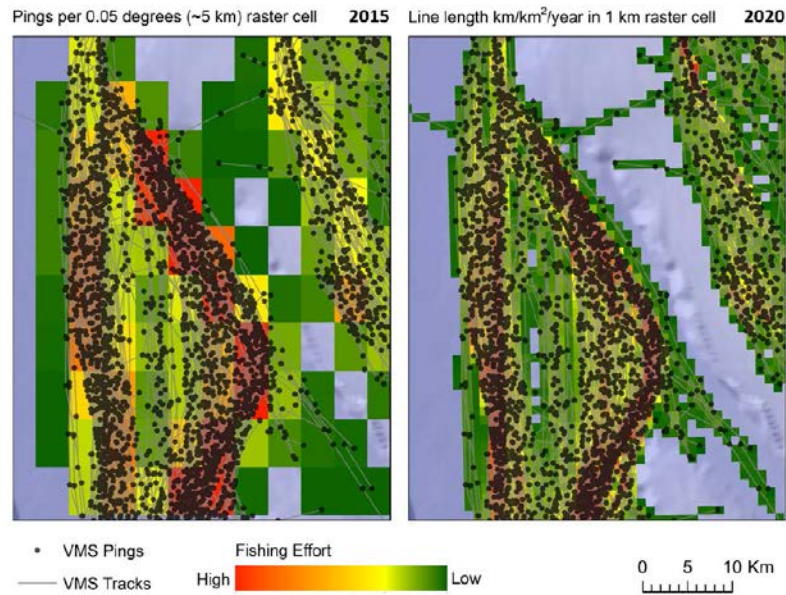 Pings per 0.05 degrees (~5 km) raster cell 2015
Line length km/km²/year in 1 km raster cell 2020
VMS Pings
VMS Tracks
Fishing Effort
High Low
0 5 10 Km